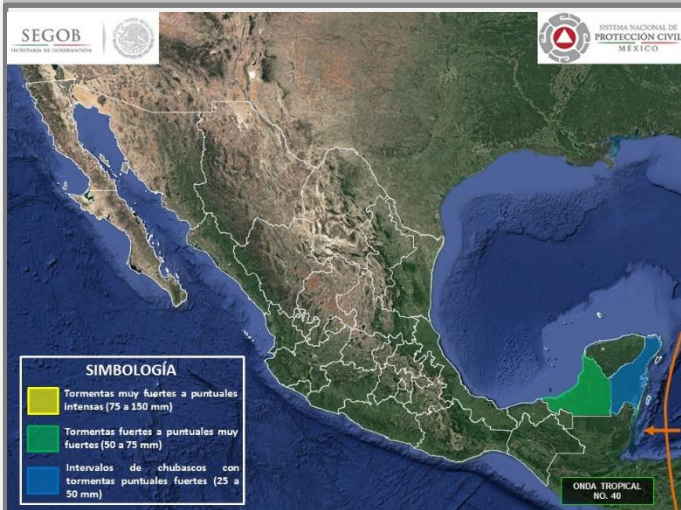 SEGOB
SECRETARÍA DE GOBERNACIÓN
SISTEMA NACIONAL DE
PROTECCIÓN CIVIL
MÉXICO
SIMBOLOGÍA
Tormentas muy fuertes a puntuales
intensas (75 a 150 mm)
Tormentas fuertes a puntuales muy
fuertes (50 a 75 mm)
Intervalos de chubascos con
tormentas puntuales fuertes (25 a
50 mm)
ONDA TROPICAL
NO. 40